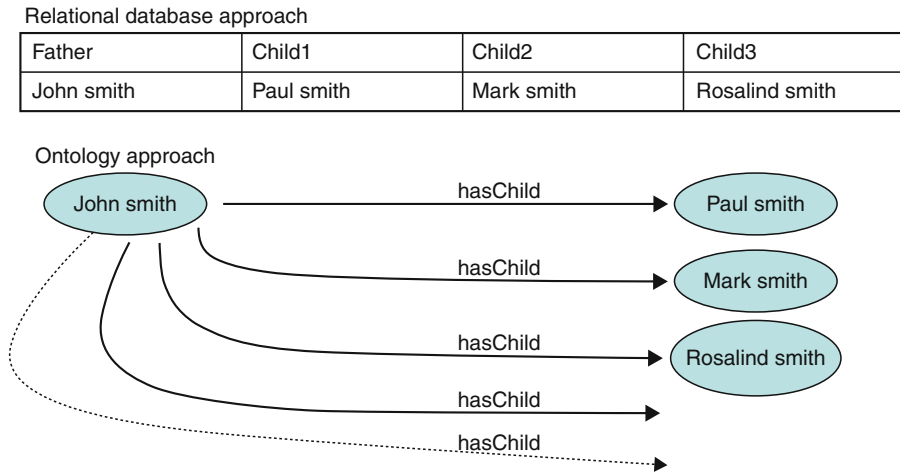 Relational database approach
Father Child1 Child2 Child3
John smith Paul smith Mark smith Rosalind smith
Ontology approach
John smith hasChild Paul smith
hasChild Mark smith
hasChild Rosalind smith
hasChild
hasChild